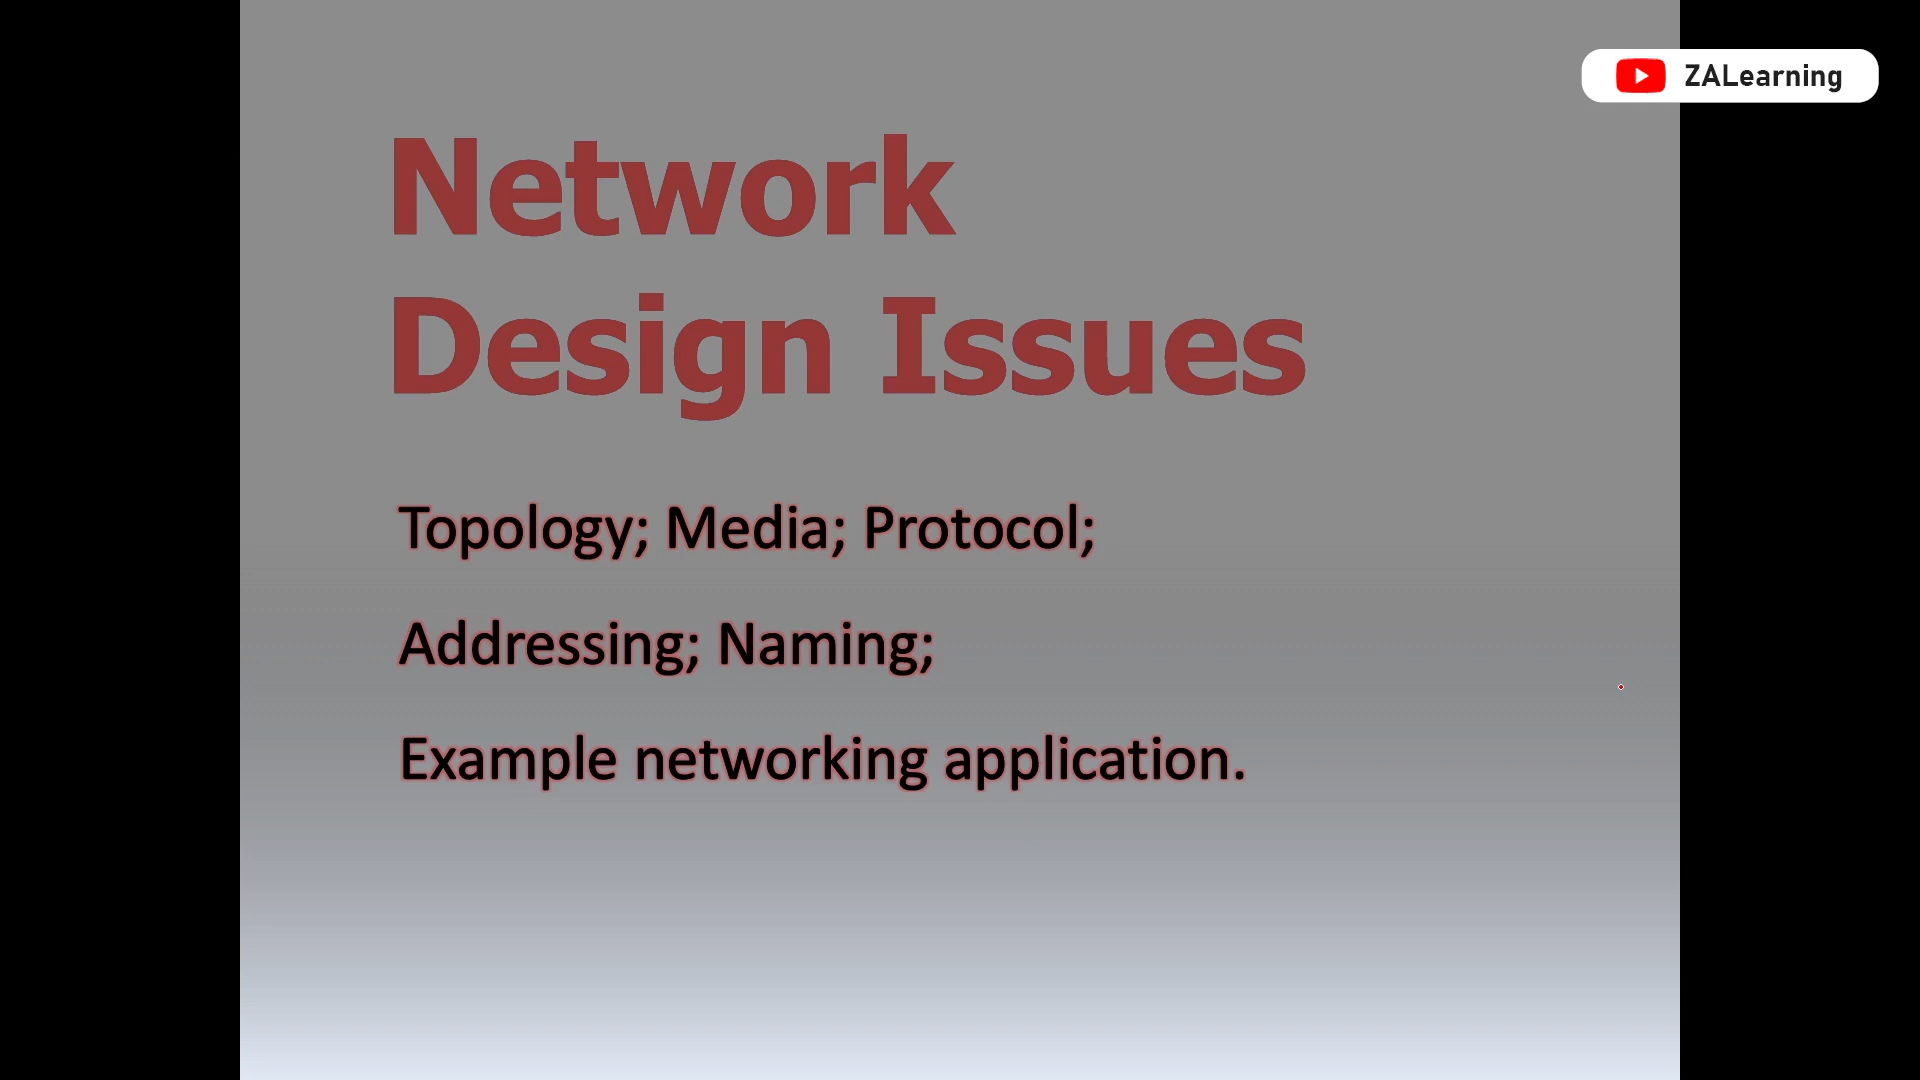 ZALearning
Network
Design Issues
Topology; Media; Protocol;
Addressing; Naming;
Example networking application.